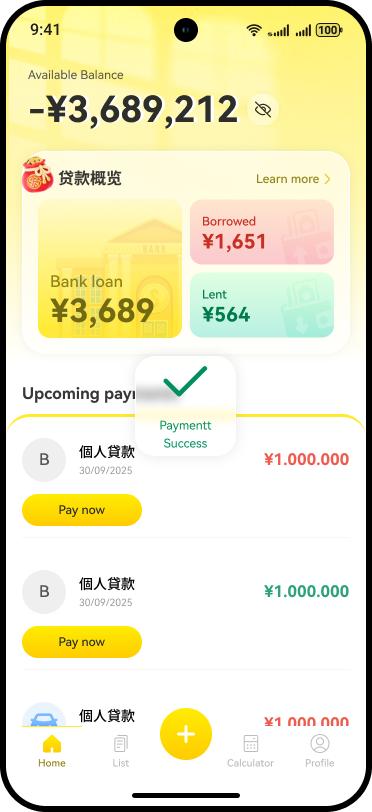 9:41
100
Available Balance
-¥3,689,212
贷款概览
Learn more
Bank loan
¥3,689
Borrowed
¥1,651
Lent
¥564
Upcoming
Paymentt
Success
B
個人貸款
30/09/2025
¥1.000.000
Pay now
B
個人貸款
30/09/2025
¥1.000.000
Pay now
個人貸款
¥1.000.000
Home
List
Calculator
Profile